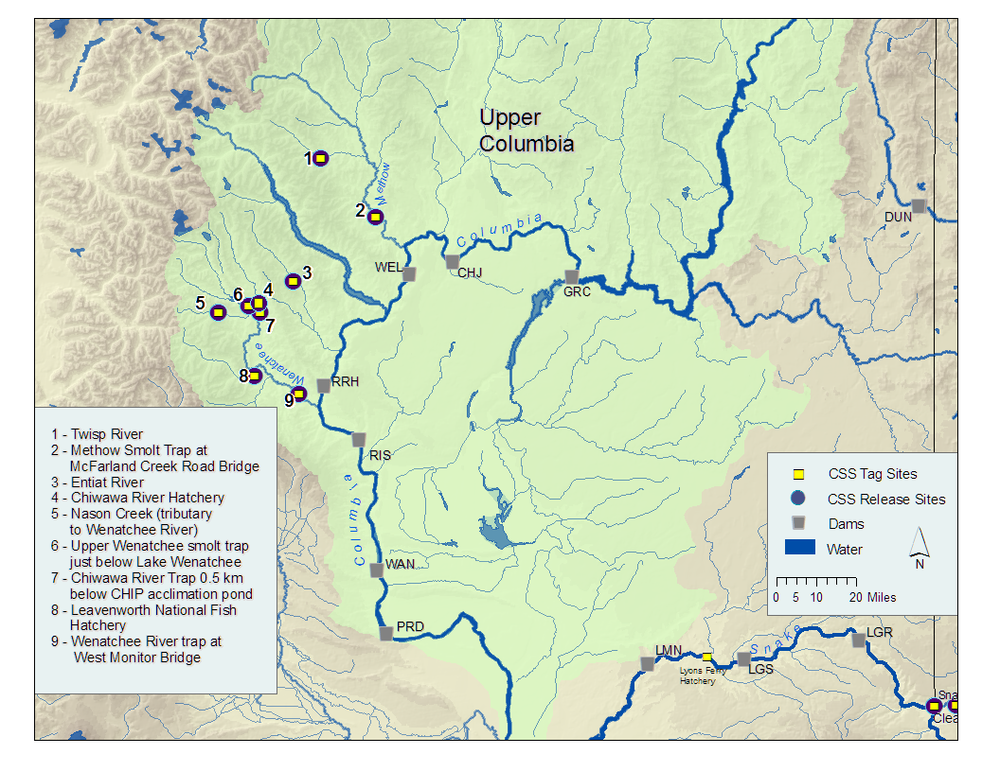 Upper
Columbia
1
2
Methow
Columbia
DUN
WEL
CHJ
GRC
3
4
6
5
7
Wenatchee
8
9
RRH
RIS
Columbia
WAN
PRD
1 - Twisp River
2 - Methow Smolt Trap at
McFarland Creek Road Bridge
3 - Entiat River
4 - Chiwawa River Hatchery
5 - Nason Creek (tributary
to Wenatchee River)
6 - Upper Wenatchee smolt trap
just below Lake Wenatchee
7 - Chiwawa River Trap 0.5 km
below CHIP acclimation pond
8 - Leavenworth National Fish
Hatchery
9 - Wenatchee River trap at
West Monitor Bridge
CSS Tag Sites
CSS Release Sites
Dams
Water
N
0 5 10 20 Miles
LMN
Lyons Ferry
Hatchery
LGS
Snake
LGR
Sna
Clea